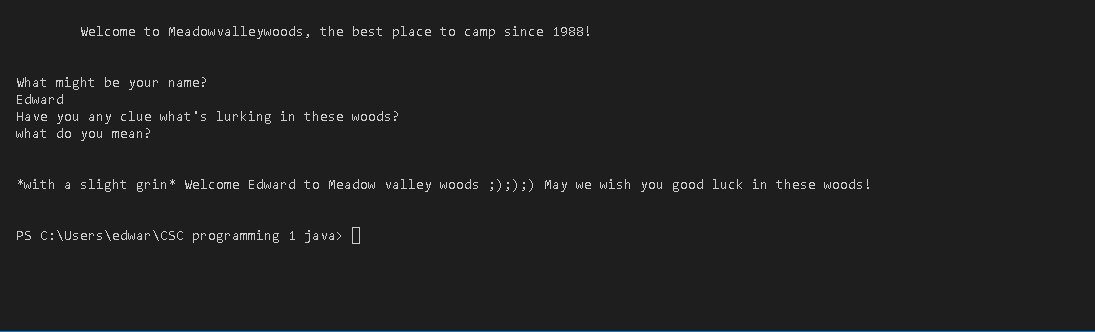 Welcome to Meadowvalleywoods, the best place to camp since 1988!
What might be your name?
Edward
Have you any clue what's lurking in these woods?
what do you mean?
*with a slight grin* Welcome Edward to Meadow valley woods ;);););) May we wish you good luck in these woods!
PS C:\Users\edwar\CSC programming 1 java>